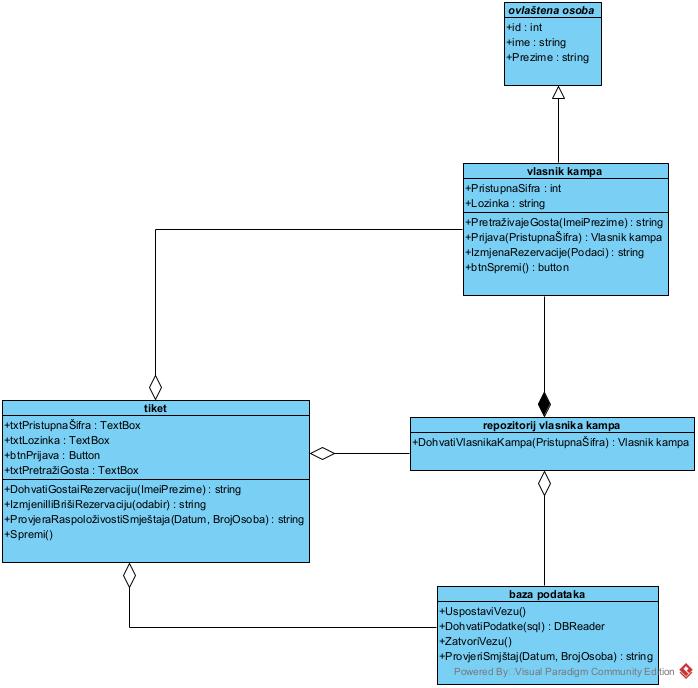 ovlaštena osoba
+id : int
+ime : string
+Prezime : string
vlasnik kampa
+PristupnaSifra : int
+Lozinka : string
+PretraživajeGosta(ImeiPrezime) : string
+Prijava(PristupnaŠifra) : Vlasnik kampa
+IzmjenaRezervacije(Podaci) : string
+btnSpremi() : button
tiket
+txtPristupnaŠifra : TextBox
+txtLozinka : TextBox
+btnPrijava : Button
+txtPretražiGosta : TextBox
+DohvatiGostaiRezervaciju(ImeiPrezime) : string
+IzmjeniIliBrišiRezervaciju(odabir) : string
+ProvjeraRaspoloživostiSmještaja(Datum, BrojOsoba) : string
+Spremi()
repozitorij vlasnika kampa
+DohvatiVlasnikaKampa(PristupnaŠifra) : Vlasnik kampa
baza podataka
+UspostaviVezu()
+DohvatiPodatke(sql) : DBReader
+ZatvoriVezu()
+ProvjeriSmjštaj(Datum, BrojOsoba) : string
Powered By: Visual Paradigm Community Edition